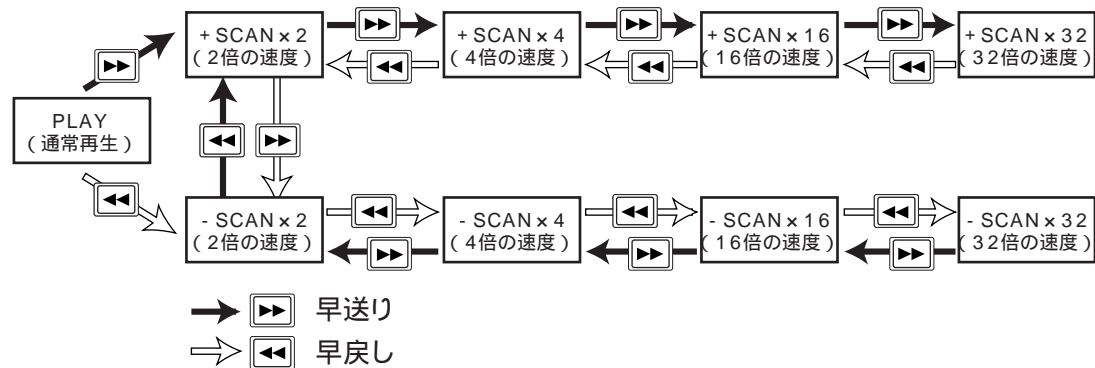 +SCAN×2
(2倍の速度)
+SCAN×4
(4倍の速度)
+SCAN×16
(16倍の速度)
+SCAN×32
(32倍の速度)
PLAY
(通常再生)
-SCAN×2
(2倍の速度)
-SCAN×4
(4倍の速度)
-SCAN×16
(16倍の速度)
-SCAN×32
(32倍の速度)
早送り
早戻し